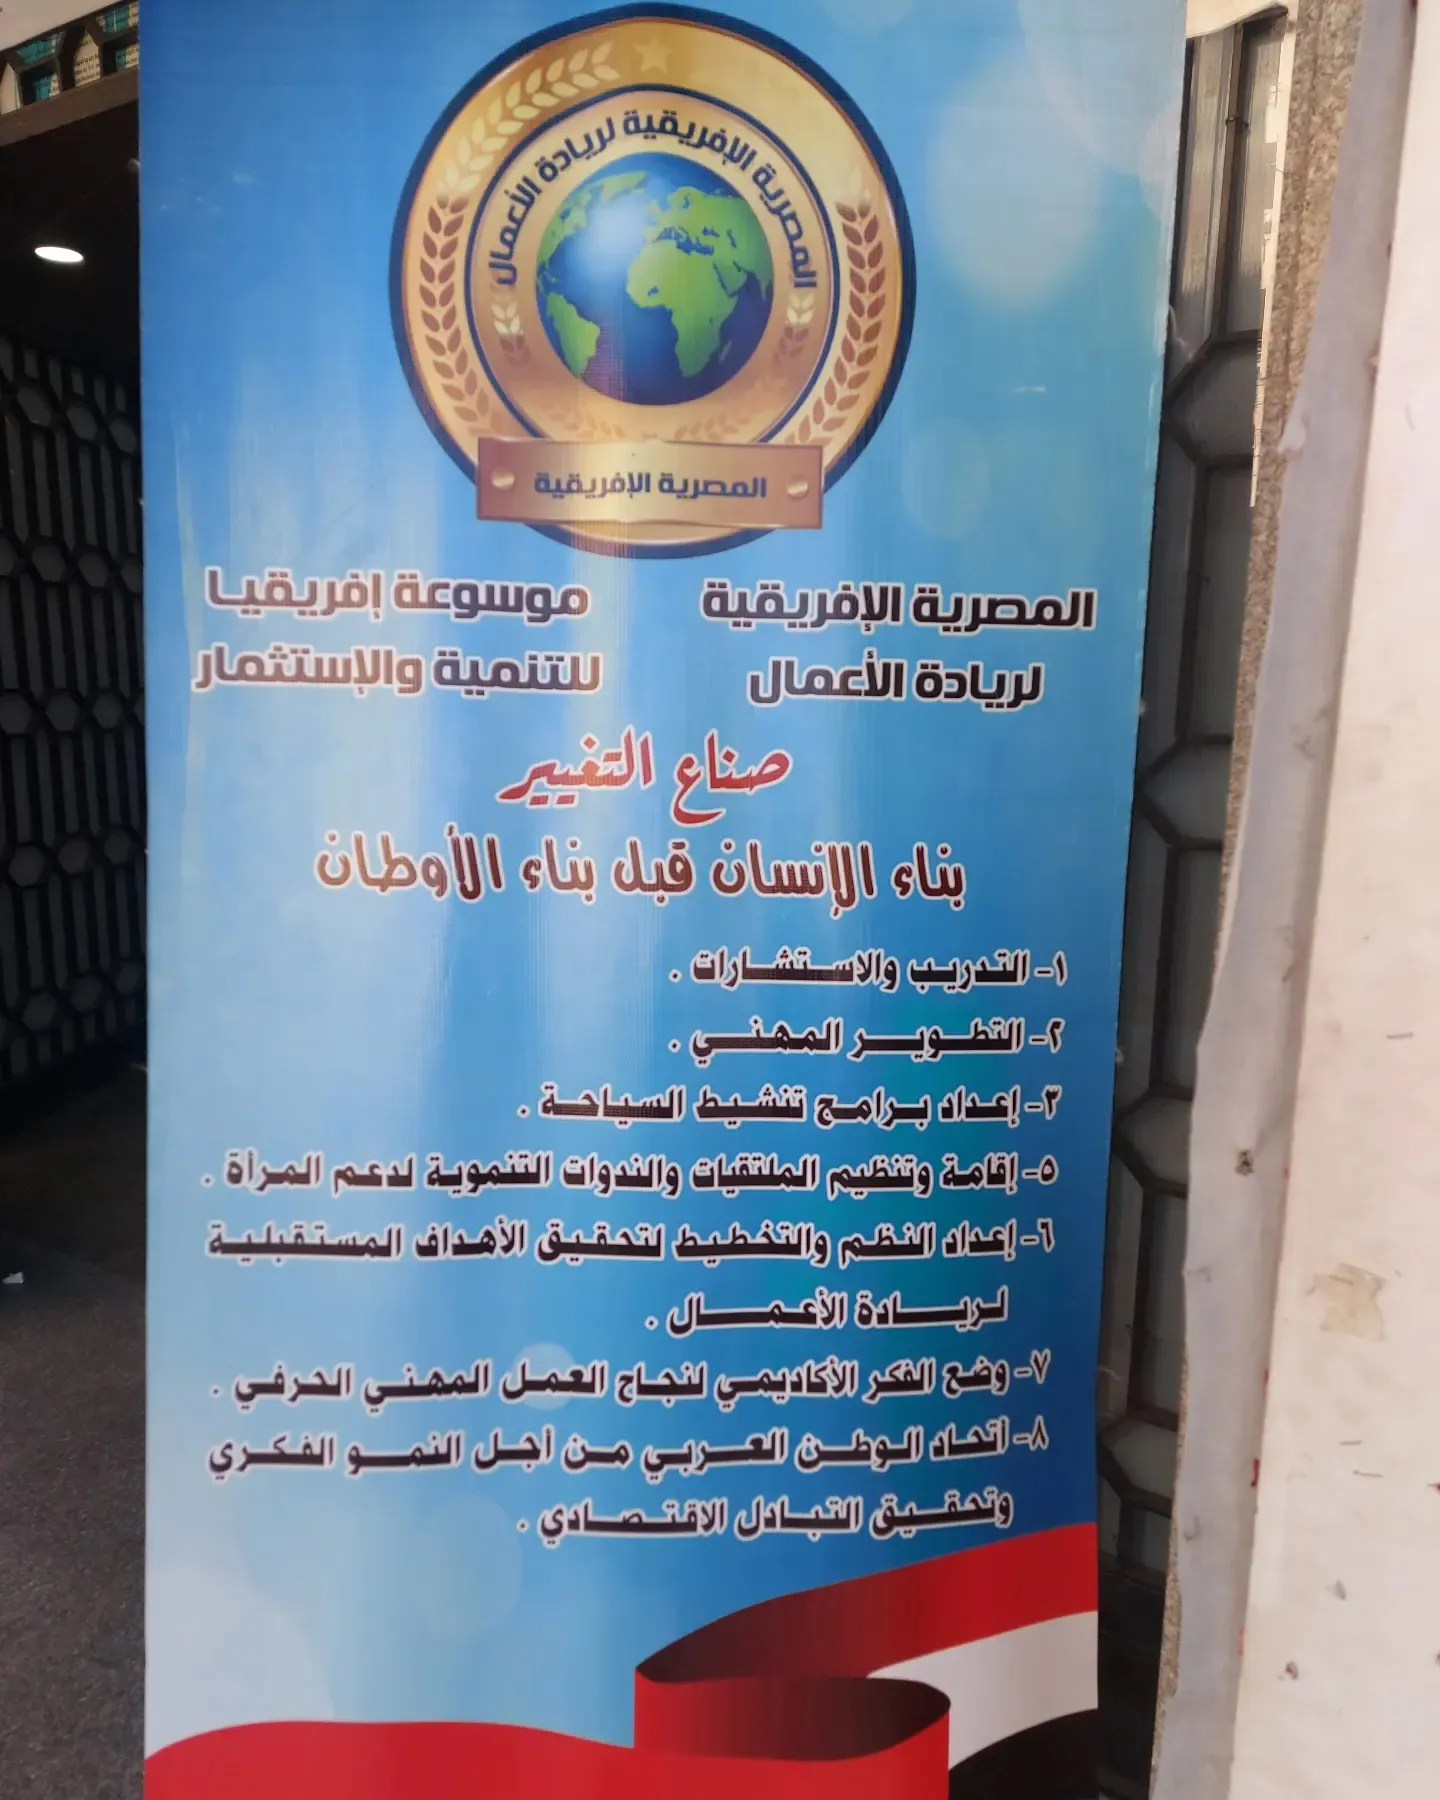 المصرية الإفريقية لريادة الأعمال
المصرية الإفريقية
المصرية الإفريقية
لريادة الأعمال
موسوعة إفريقيا
للتنمية والإستثمار
صناع التغيير
بناء الإنسان قبل بناء الأوطان
١- التدريب والاستشارات .
٢- التطوير المهني .
٣- إعداد برامج تنشيط السياحة .
٥- إقامة وتنظيم الملتقيات والندوات التنموية لدعم المرأة .
٦- إعداد النظم والتخطيط لتحقيق الأهداف المستقبلية
لريادة الأعمال .
٧- وضع الفكر الأكاديمي لنجاح العمل المهني الحرفي .
٨- أتحاد الوطن العربي من أجل النمو الفكري
وتحقيق التبادل الاقتصادي .